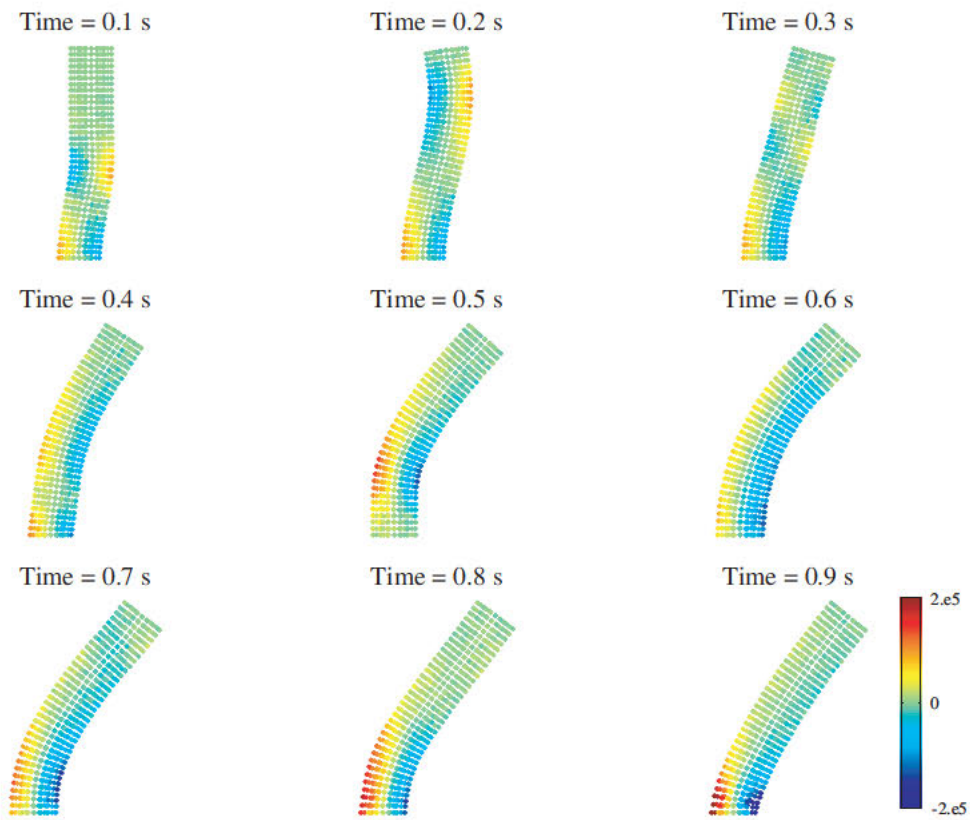 Time = 0.1 s
Time = 0.2 s
Time = 0.3 s
Time = 0.4 s
Time = 0.5 s
Time = 0.6 s
Time = 0.7 s
Time = 0.8 s
Time = 0.9 s
2.e5
0
-2.e5